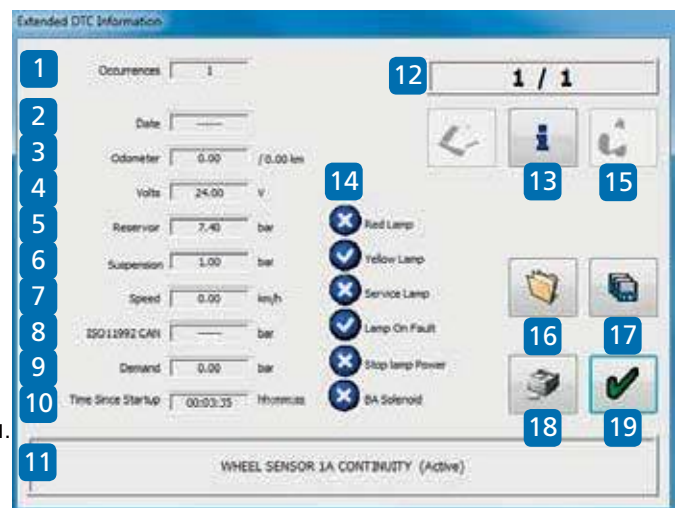 Extended DTC Information
1 Occurrences 1
12 1 / 1
2 Date -----
3 Odometer 0.00 / 0.00 km
13
15
4 Volts 24.00 V
14
5 Reservoir 7.40 bar
Red Lamp
6 Suspension 1.00 bar
Yellow Lamp
7 Speed 0.00 km/h
Service Lamp
8 ISO11992 CAN ----- bar
Lamp On Fault
16
17
9 Demand 0.00 bar
Stop lamp Power
10 Time Since Startup 00:03:35 hh:mm:ss
BA Solenoid
18
19
1.
11 WHEEL SENSOR 1A CONTINUITY (Active)